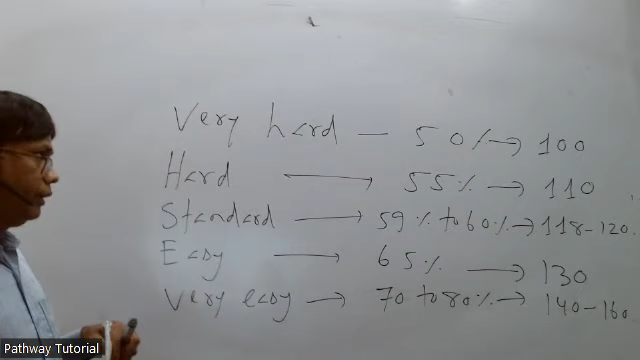 Very hard — 50% → 100
Hard → 55% → 110
Standard → 59% to 60% → 118-120.
Easy → 65% → 130
Very easy → 70 to 80% → 140-160
Pathway Tutorial